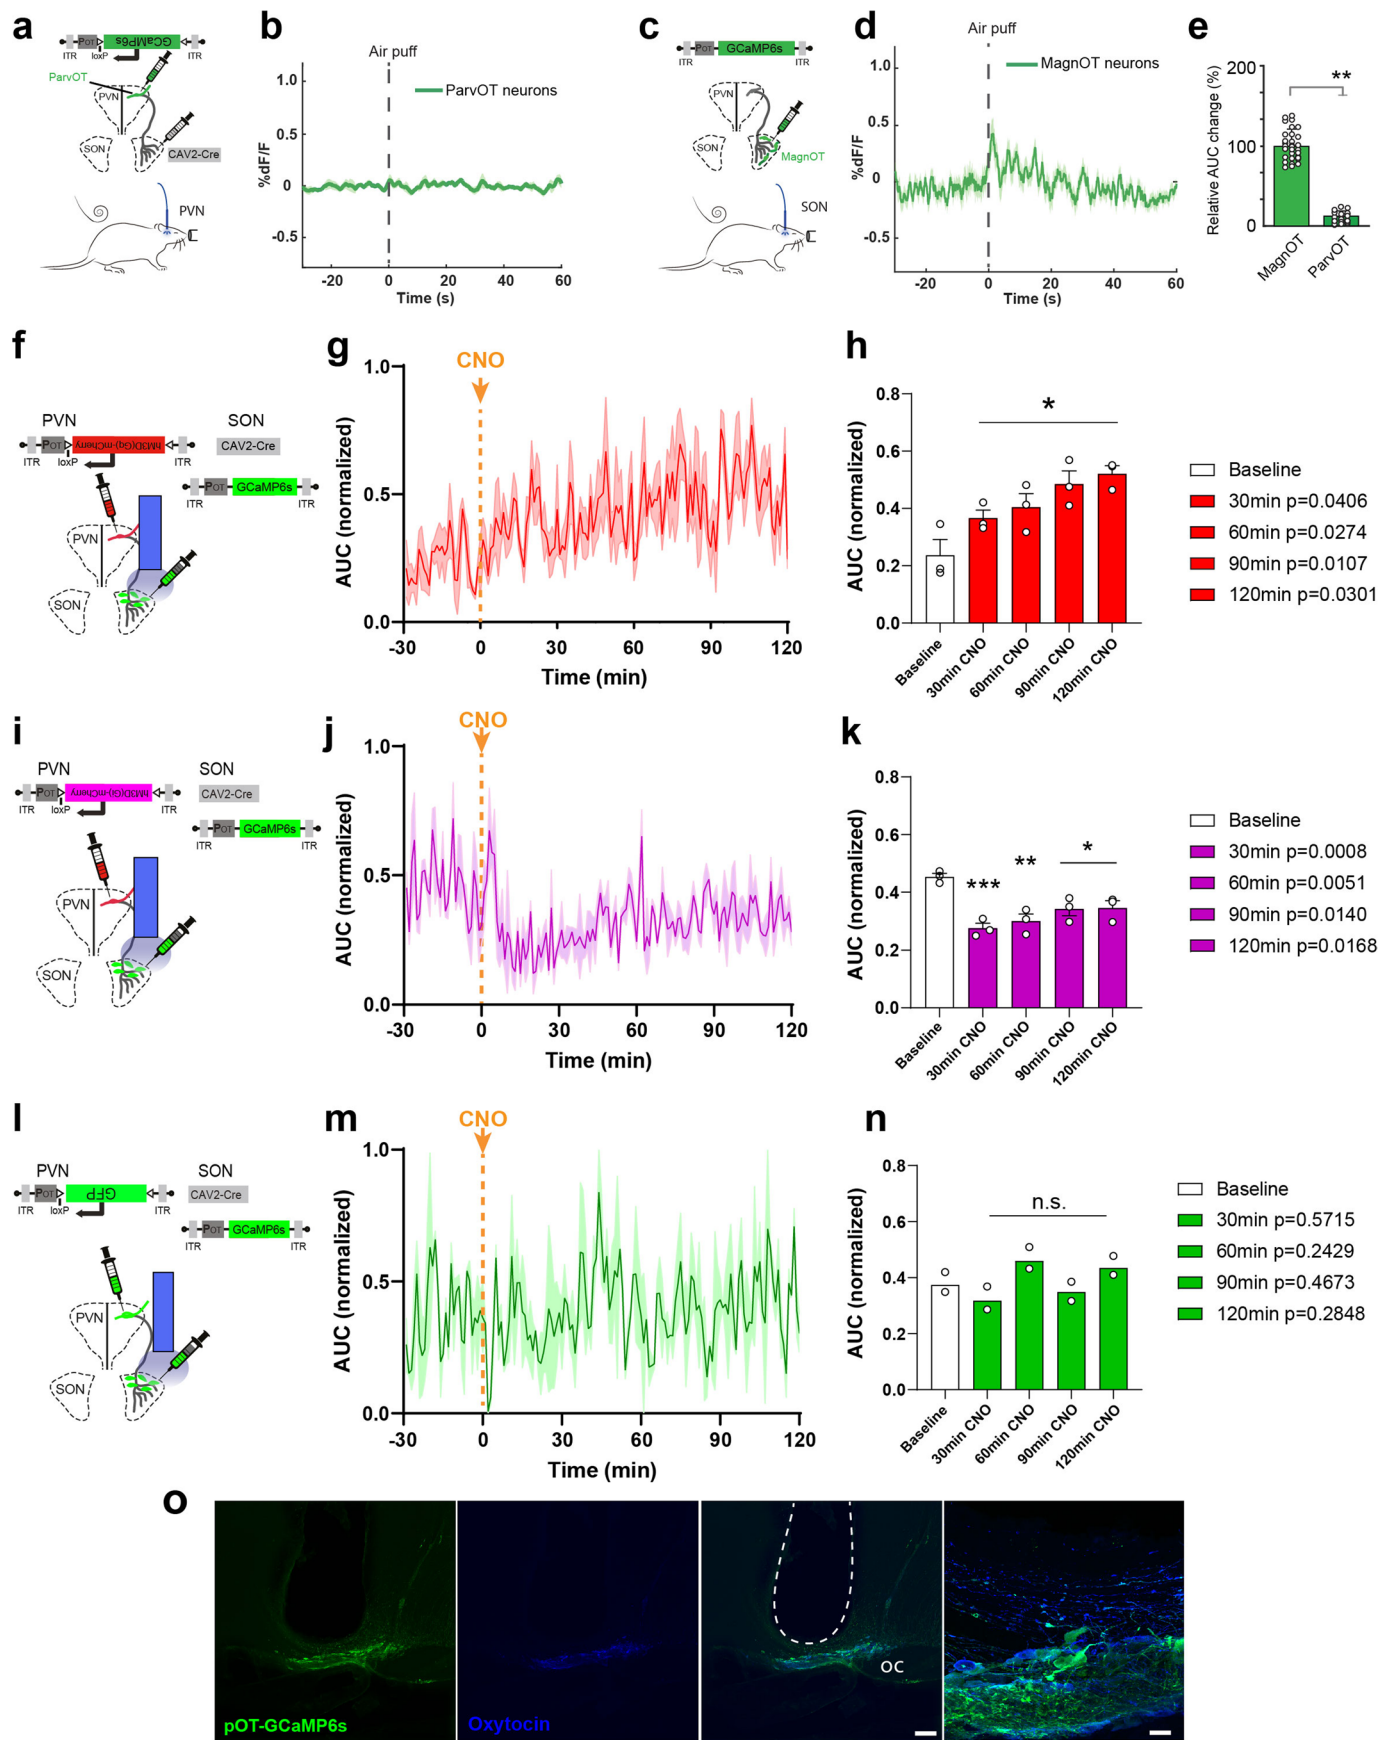 a
GCaMP6s
POT
ITR
loxP
ITR
ParvOT
PVN
SON
CAV2-Cre
PVN
b
Air puff
ParvOT neurons
%dF/F
1.0
0.5
0
-0.5
-20
0
20
40
60
Time (s)
c
POT
GCaMP6s
ITR
ITR
PVN
SON
MagnOT
SON
d
Air puff
MagnOT neurons
%dF/F
1.0
0.5
0
-0.5
-20
0
20
40
60
Time (s)
e
Relative AUC change (%)
200
100
0
**
MagnOT
ParvOT
f
PVN
SON
POT
hM3D(Gq)-mCherry
CAV2-Cre
ITR
loxP
ITR
POT
GCaMP6s
ITR
ITR
PVN
SON
g
CNO
AUC (normalized)
1.0
0.5
0.0
-30
0
30
60
90
120
Time (min)
h
AUC (normalized)
0.8
0.6
0.4
0.2
0.0
*
Baseline
30min CNO
60min CNO
90min CNO
120min CNO
Baseline
30min p=0.0406
60min p=0.0274
90min p=0.0107
120min p=0.0301
i
PVN
SON
POT
hM3D(Gi)-mCherry
CAV2-Cre
ITR
loxP
ITR
POT
GCaMP6s
ITR
ITR
PVN
SON
j
CNO
AUC (normalized)
1.0
0.5
0.0
-30
0
30
60
90
120
Time (min)
k
AUC (normalized)
0.8
0.6
0.4
0.2
0.0
***
**
*
Baseline
30min CNO
60min CNO
90min CNO
120min CNO
Baseline
30min p=0.0008
60min p=0.0051
90min p=0.0140
120min p=0.0168
l
PVN
SON
POT
GFP
CAV2-Cre
ITR
loxP
ITR
POT
GCaMP6s
ITR
ITR
PVN
SON
m
CNO
AUC (normalized)
1.0
0.5
0.0
-30
0
30
60
90
120
Time (min)
n
AUC (normalized)
0.8
0.6
0.4
0.2
0.0
n.s.
Baseline
30min CNO
60min CNO
90min CNO
120min CNO
Baseline
30min p=0.5715
60min p=0.2429
90min p=0.4673
120min p=0.2848
o
pOT-GCaMP6s
Oxytocin
OC